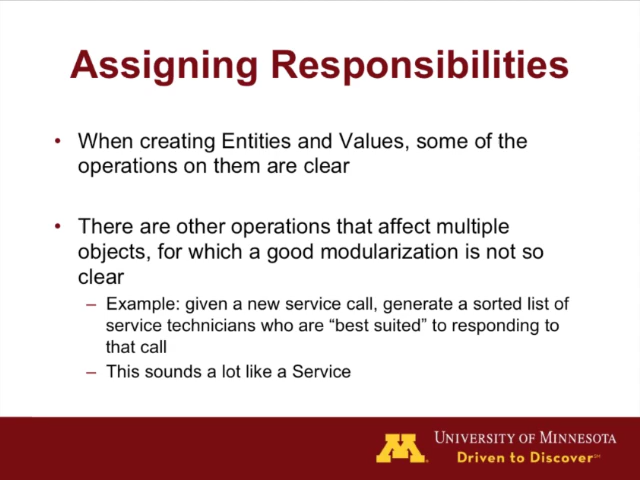 Assigning Responsibilities
• When creating Entities and Values, some of the
operations on them are clear
• There are other operations that affect multiple
objects, for which a good modularization is not so
clear
– Example: given a new service call, generate a sorted list of
service technicians who are “best suited” to responding to
that call
– This sounds a lot like a Service
M
UNIVERSITY OF MINNESOTA
Driven to Discover℠